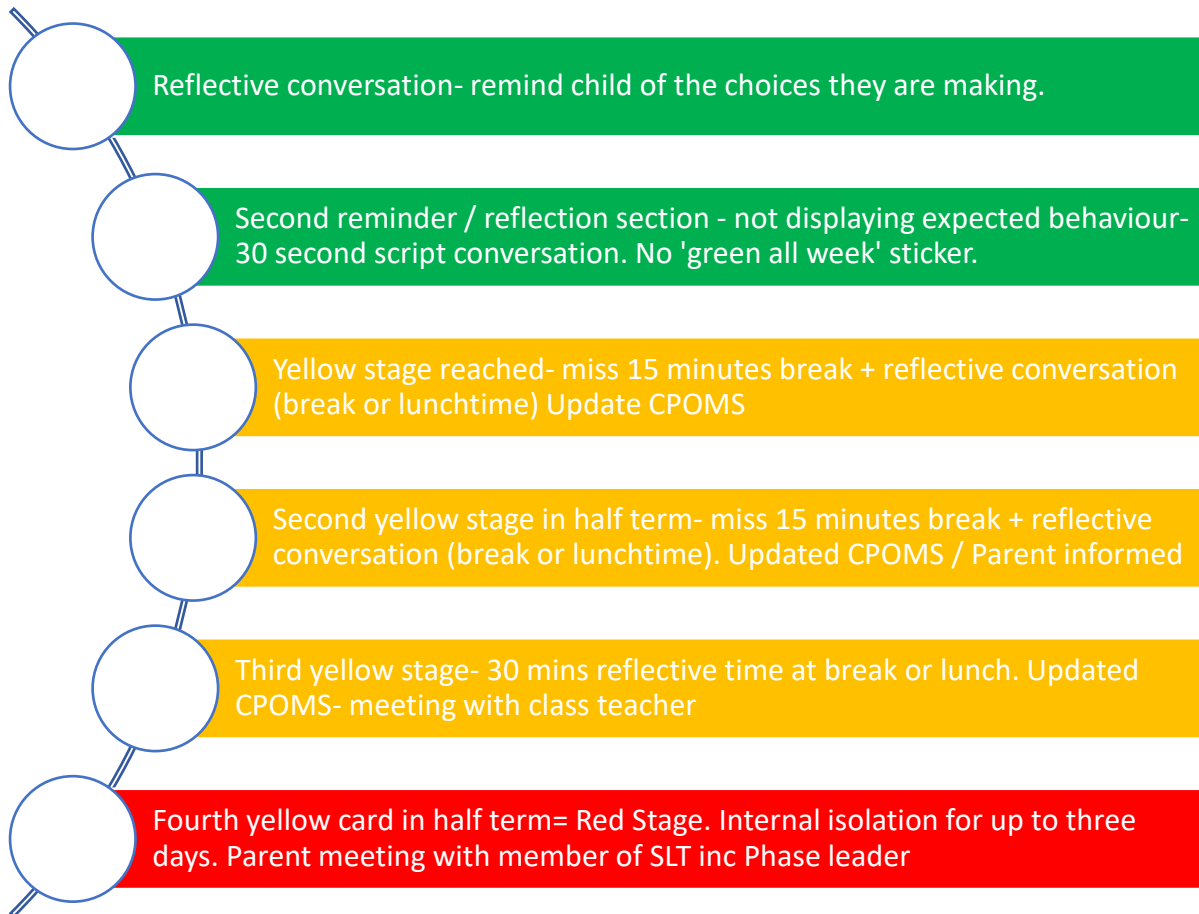 Reflective conversation- remind child of the choices they are making.
Second reminder / reflection section - not displaying expected behaviour-
30 second script conversation. No 'green all week' sticker.
Yellow stage reached- miss 15 minutes break + reflective conversation
(break or lunchtime) Update CPOMS
Second yellow stage in half term- miss 15 minutes break + reflective
conversation (break or lunchtime). Updated CPOMS / Parent informed
Third yellow stage- 30 mins reflective time at break or lunch. Updated
CPOMS- meeting with class teacher
Fourth yellow card in half term= Red Stage. Internal isolation for up to three
days. Parent meeting with member of SLT inc Phase leader